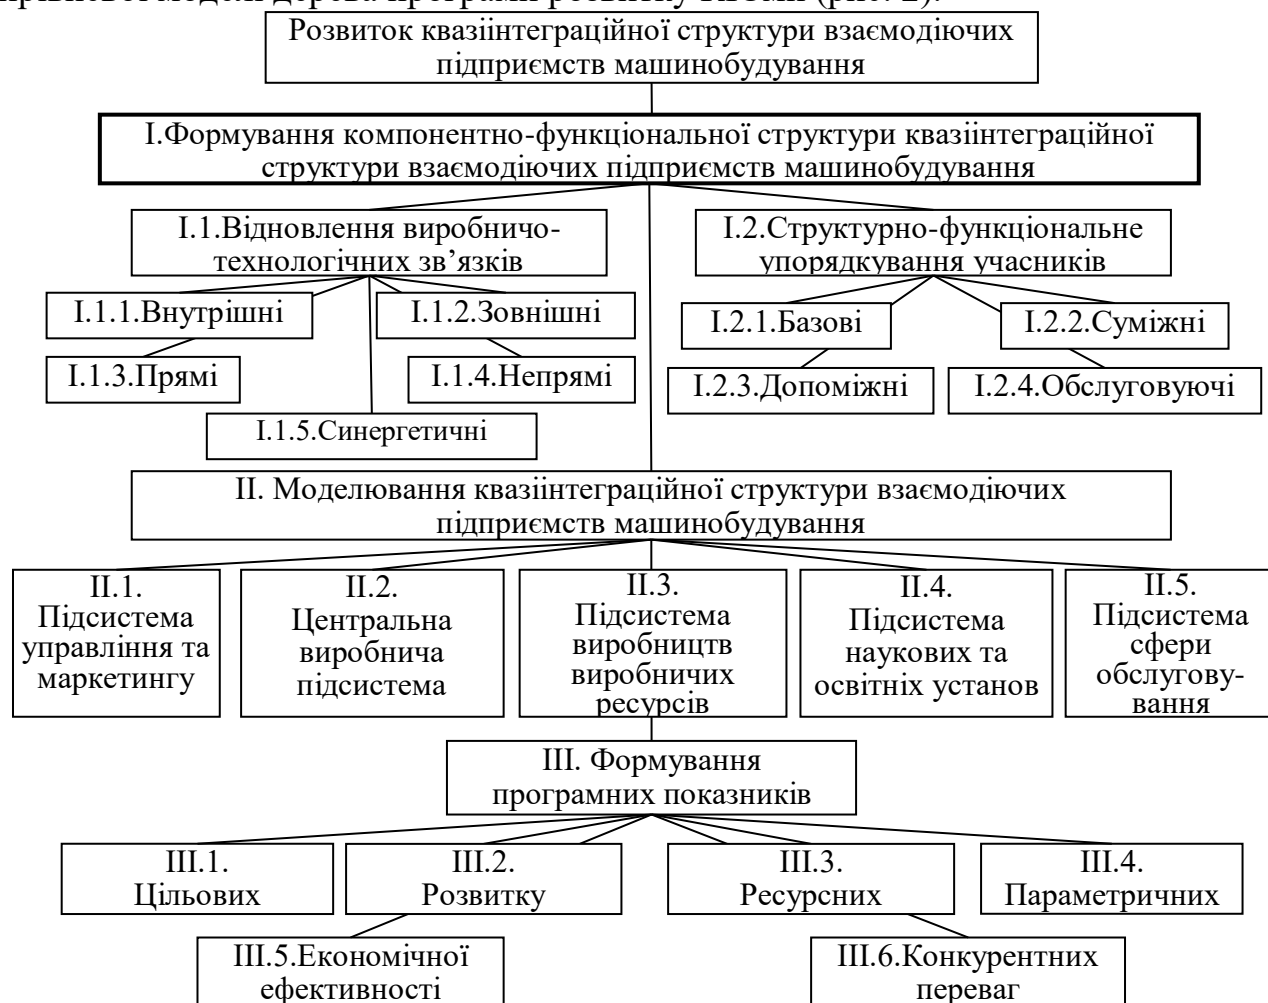 Розвиток квазіінтеграційної структури взаємодіючих
підприємств машинобудування
І.Формування компонентно-функціональної структури квазіінтеграційної
структури взаємодіючих підприємств машинобудування
І.1.Відновлення виробничо-
технологічних зв’язків
І.2.Структурно-функціональне
упорядкування учасників
І.1.1.Внутрішні
І.1.2.Зовнішні
І.2.1.Базові
І.2.2.Суміжні
І.1.3.Прямі
І.1.4.Непрямі
І.2.3.Допоміжні
І.2.4.Обслуговуючі
І.1.5.Синергетичні
ІІ. Моделювання квазіінтеграційної структури взаємодіючих
підприємств машинобудування
ІІ.1.
Підсистема
управління та
маркетингу
ІІ.2.
Центральна
виробнича
підсистема
ІІ.3.
Підсистема
виробництв
виробничих
ресурсів
ІІ.4.
Підсистема
наукових та
освітніх установ
ІІ.5.
Підсистема
сфери
обслугову-
вання
ІІІ. Формування
програмних показників
ІІІ.1.
Цільових
ІІІ.2.
Розвитку
ІІІ.3.
Ресурсних
ІІІ.4.
Параметричних
ІІІ.5.Економічної
ефективності
ІІІ.6.Конкурентних
переваг